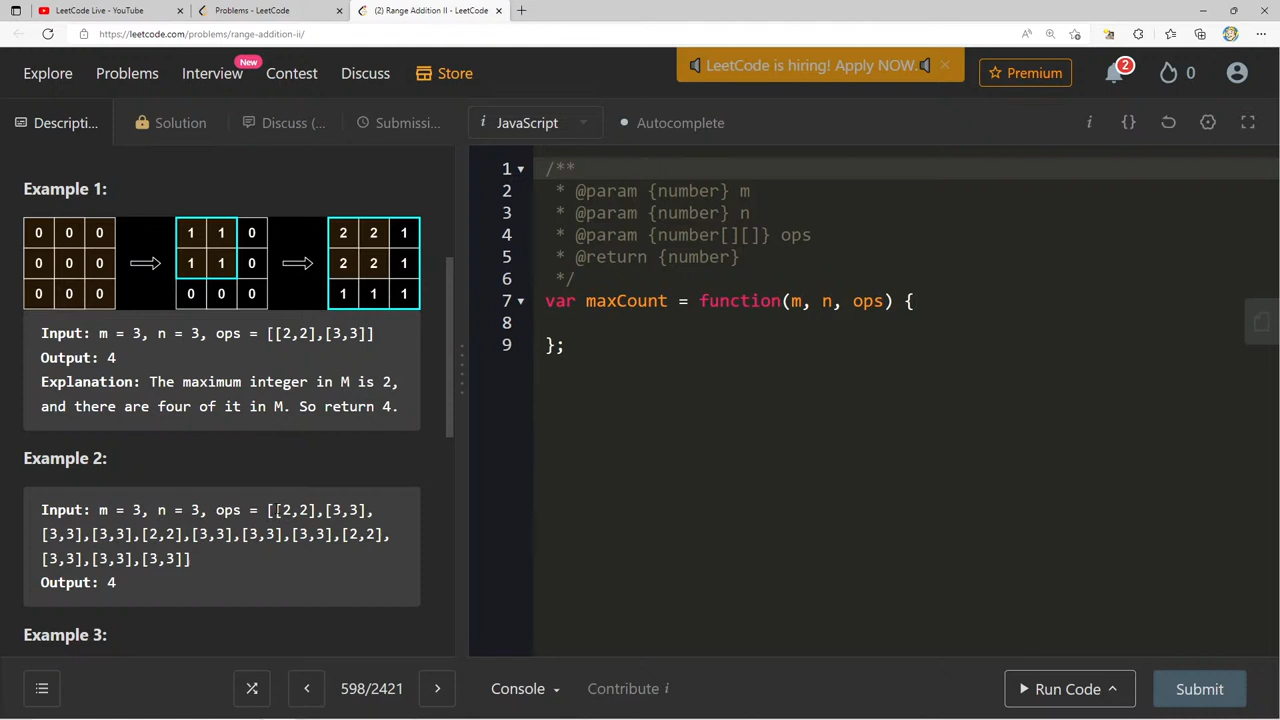 LeetCode Live - YouTube
Problems - LeetCode
(2) Range Addition II - LeetCode
https://leetcode.com/problems/range-addition-ii/
Explore
Problems
Interview
New
Contest
Discuss
Store
LeetCode is hiring! Apply NOW.
Premium
2
0
Descripti...
Solution
Discuss (...
Submissi...
i JavaScript
Autocomplete
Example 1:
0 0 0 1 1 0 2 2 1
0 0 0 1 1 0 2 2 1
0 0 0 0 0 0 1 1 1
Input: m = 3, n = 3, ops = [[2,2],[3,3]]
Output: 4
Explanation: The maximum integer in M is 2,
and there are four of it in M. So return 4.
Example 2:
Input: m = 3, n = 3, ops = [[2,2],[3,3],
[3,3],[3,3],[2,2],[3,3],[3,3],[3,3],[2,2],
[3,3],[3,3],[3,3]]
Output: 4
Example 3:
1 /**
2 * @param {number} m
3 * @param {number} n
4 * @param {number[][]} ops
5 * @return {number}
6 */
7 var maxCount = function(m, n, ops) {
8
9 };
598/2421
Console
Contribute i
Run Code
Submit